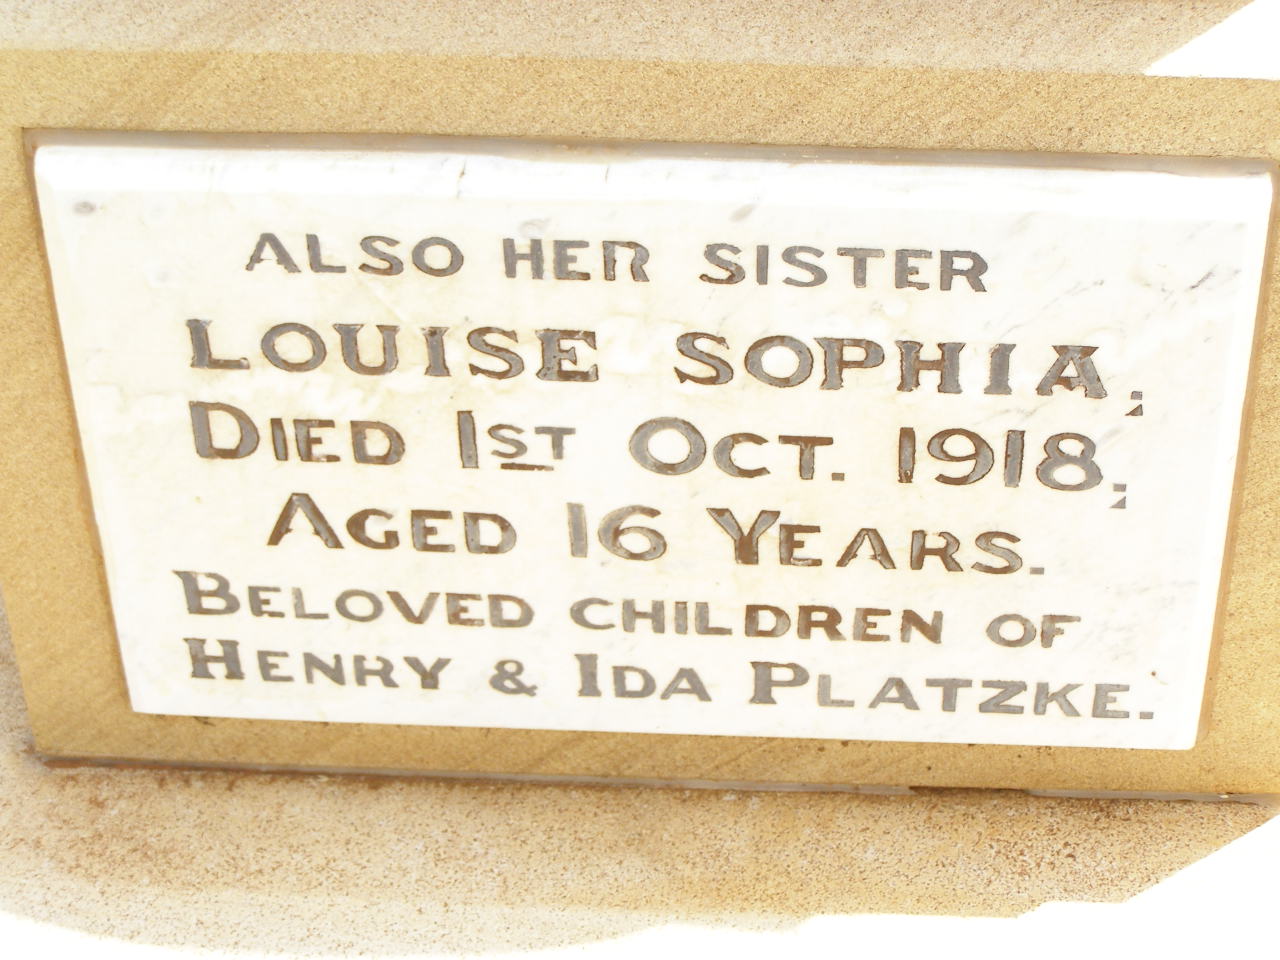 ALSO HER SISTER
LOUISE SOPHIA;
DIED 1ST OCT. 1918;
AGED 16 YEARS.
BELOVED CHILDREN OF
HENRY & IDA PLATZKE.